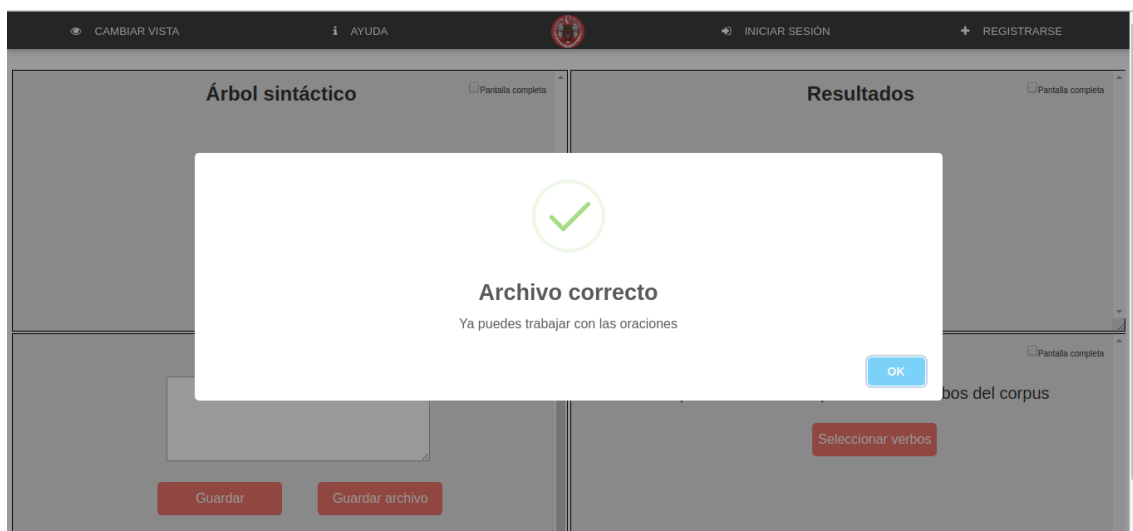 CAMBIAR VISTA
AYUDA
INICIAR SESIÓN
REGISTRARSE
Árbol sintáctico
Pantalla completa
Resultados
Pantalla completa
Archivo correcto
Ya puedes trabajar con las oraciones
OK
Pantalla completa
del corpus
Seleccionar verbos
Guardar
Guardar archivo